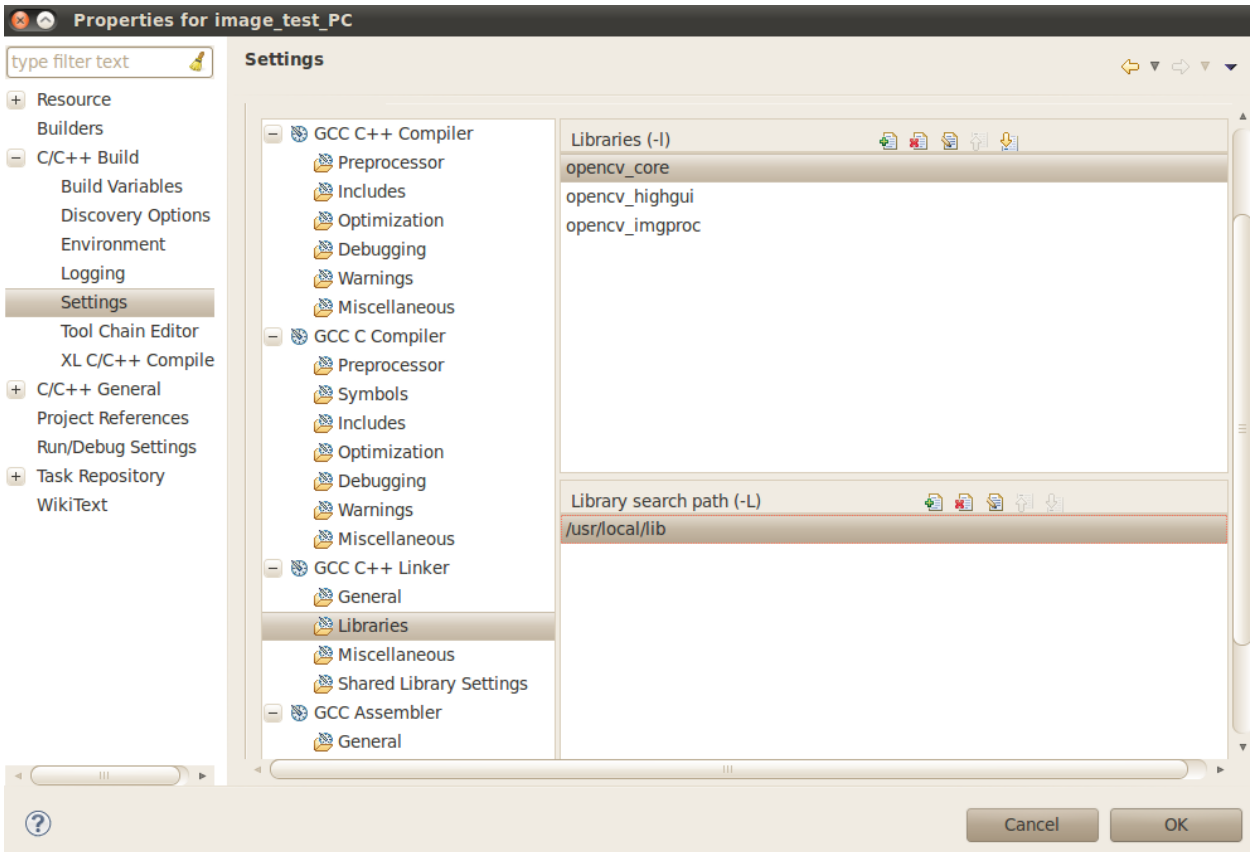 Properties for image_test_PC
type filter text
Resource
Builders
C/C++ Build
Build Variables
Discovery Options
Environment
Logging
Settings
Tool Chain Editor
XL C/C++ Compile
C/C++ General
Project References
Run/Debug Settings
Task Repository
WikiText
Settings
GCC C++ Compiler
Preprocessor
Includes
Optimization
Debugging
Warnings
Miscellaneous
GCC C Compiler
Preprocessor
Symbols
Includes
Optimization
Debugging
Warnings
Miscellaneous
GCC C++ Linker
General
Libraries
Miscellaneous
Shared Library Settings
GCC Assembler
General
Libraries (-l)
opencv_core
opencv_highgui
opencv_imgproc
Library search path (-L)
/usr/local/lib
Cancel
OK